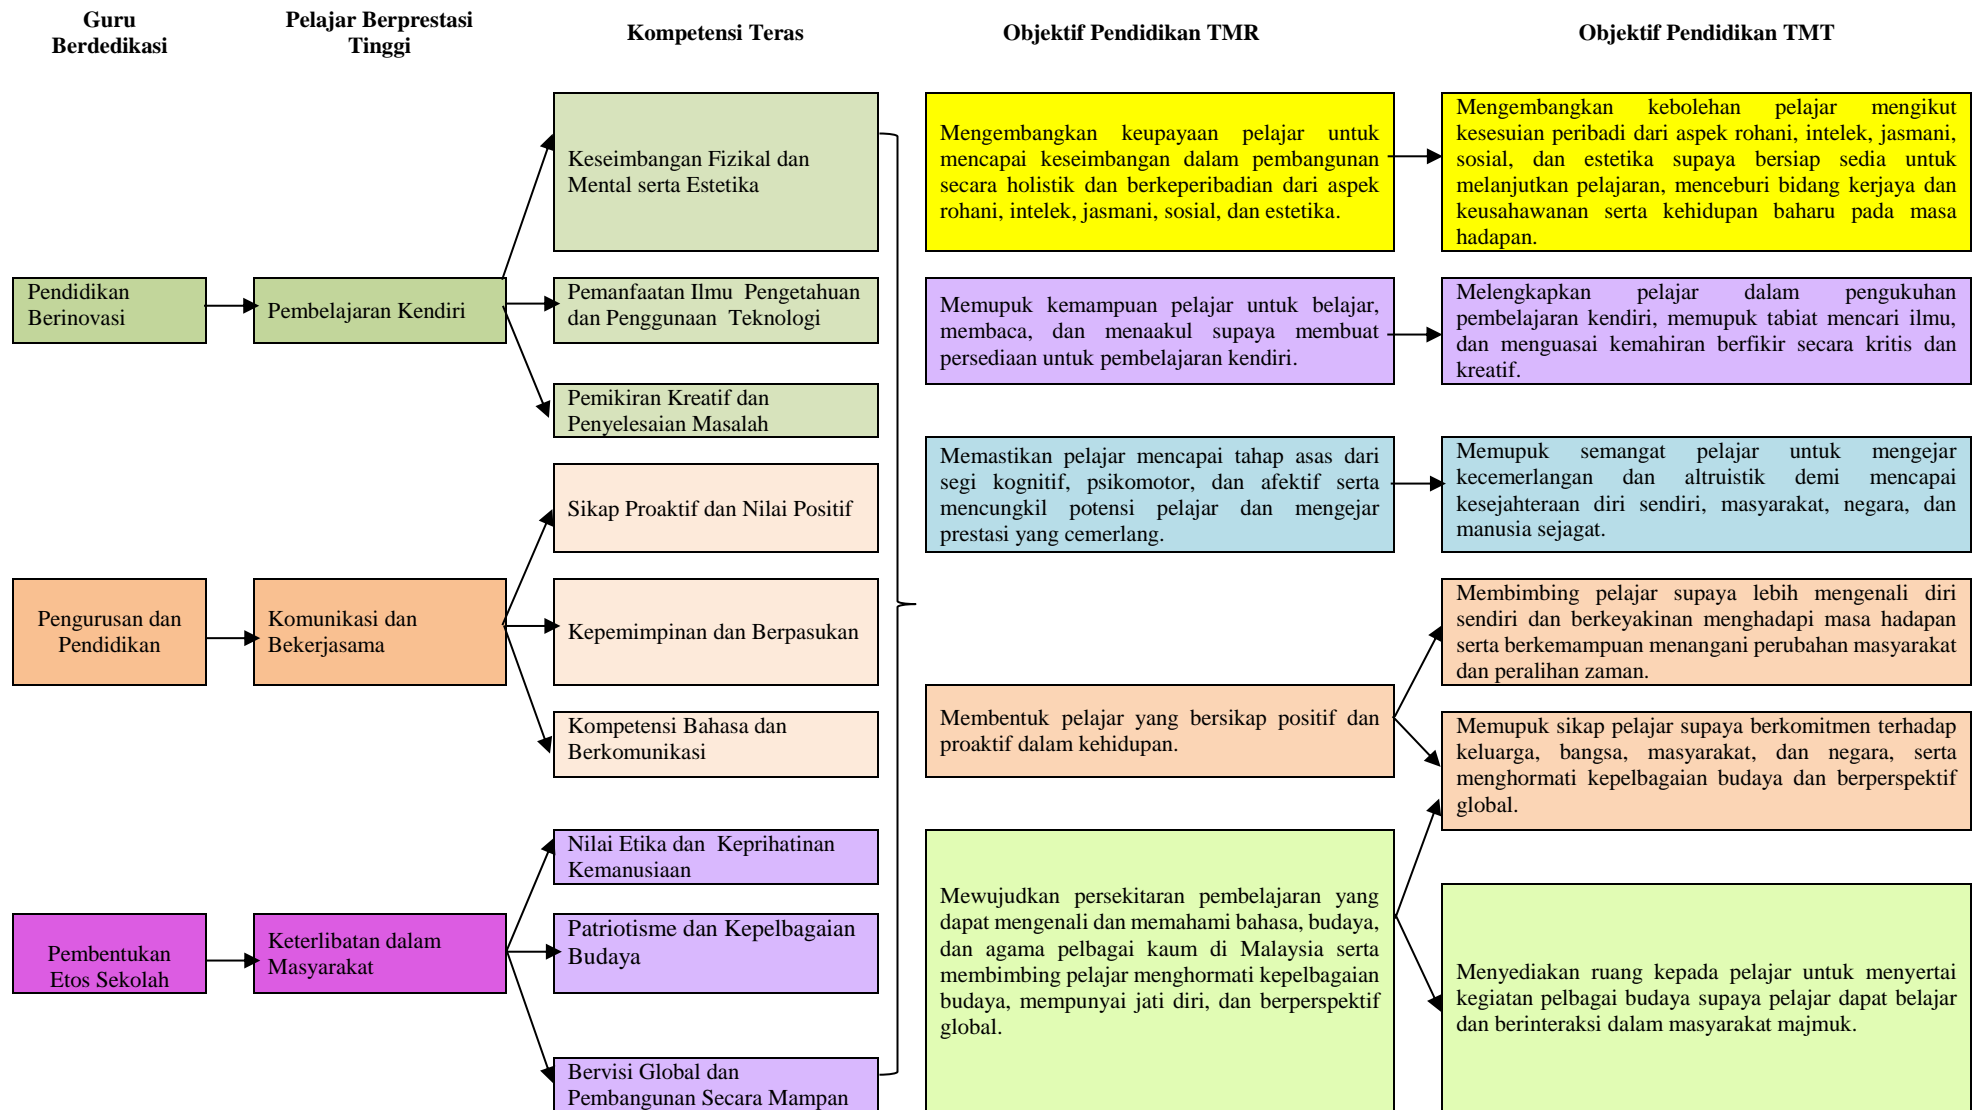 Guru
Berdedikasi
Pelajar Berprestasi
Tinggi
Kompetensi Teras
Objektif Pendidikan TMR
Objektif Pendidikan TMT
Pendidikan
Berinovasi
Pengurusan dan
Pendidikan
Pembentukan
Etos Sekolah
Pembelajaran Kendiri
Komunikasi dan
Bekerjasama
Keterlibatan dalam
Masyarakat
Keseimbangan Fizikal dan
Mental serta Estetika
Pemanfaatan Ilmu Pengetahuan
dan Penggunaan Teknologi
Pemikiran Kreatif dan
Penyelesaian Masalah
Sikap Proaktif dan Nilai Positif
Kepemimpinan dan Berpasukan
Kompetensi Bahasa dan
Berkomunikasi
Nilai Etika dan Keprihatinan
Kemanusiaan
Patriotisme dan Kepelbagaian
Budaya
Bervisi Global dan
Pembangunan Secara Mampan
Mengembangkan keupayaan pelajar untuk
mencapai keseimbangan dalam pembangunan
secara holistik dan berkeperibadian dari aspek
rohani, intelek, jasmani, sosial, dan estetika.
Memupuk kemampuan pelajar untuk belajar,
membaca, dan menaakul supaya membuat
persediaan untuk pembelajaran kendiri.
Memastikan pelajar mencapai tahap asas dari
segi kognitif, psikomotor, dan afektif serta
mencungkil potensi pelajar dan mengejar
prestasi yang cemerlang.
Membentuk pelajar yang bersikap positif dan
proaktif dalam kehidupan.
Mewujudkan persekitaran pembelajaran yang
dapat mengenali dan memahami bahasa, budaya,
dan agama pelbagai kaum di Malaysia serta
membimbing pelajar menghormati kepelbagaian
budaya, mempunyai jati diri, dan berperspektif
global.
Mengembangkan kebolehan pelajar mengikut
kesesuian peribadi dari aspek rohani, intelek, jasmani,
sosial, dan estetika supaya bersiap sedia untuk
melanjutkan pelajaran, menceburi bidang kerjaya dan
keusahawanan serta kehidupan baharu pada masa
hadapan.
Melengkapkan pelajar dalam pengukuhan
pembelajaran kendiri, memupuk tabiat mencari ilmu,
dan menguasai kemahiran berfikir secara kritis dan
kreatif.
Memupuk semangat pelajar untuk mengejar
kecemerlangan dan altruistik demi mencapai
kesejahteraan diri sendiri, masyarakat, negara, dan
manusia sejagat.
Membimbing pelajar supaya lebih mengenali diri
sendiri dan berkeyakinan menghadapi masa hadapan
serta berkemampuan menangani perubahan masyarakat
dan peralihan zaman.
Memupuk sikap pelajar supaya berkomitmen terhadap
keluarga, bangsa, masyarakat, dan negara, serta
menghormati kepelbagaian budaya dan berperspektif
global.
Menyediakan ruang kepada pelajar untuk menyertai
kegiatan pelbagai budaya supaya pelajar dapat belajar
dan berinteraksi dalam masyarakat majmuk.